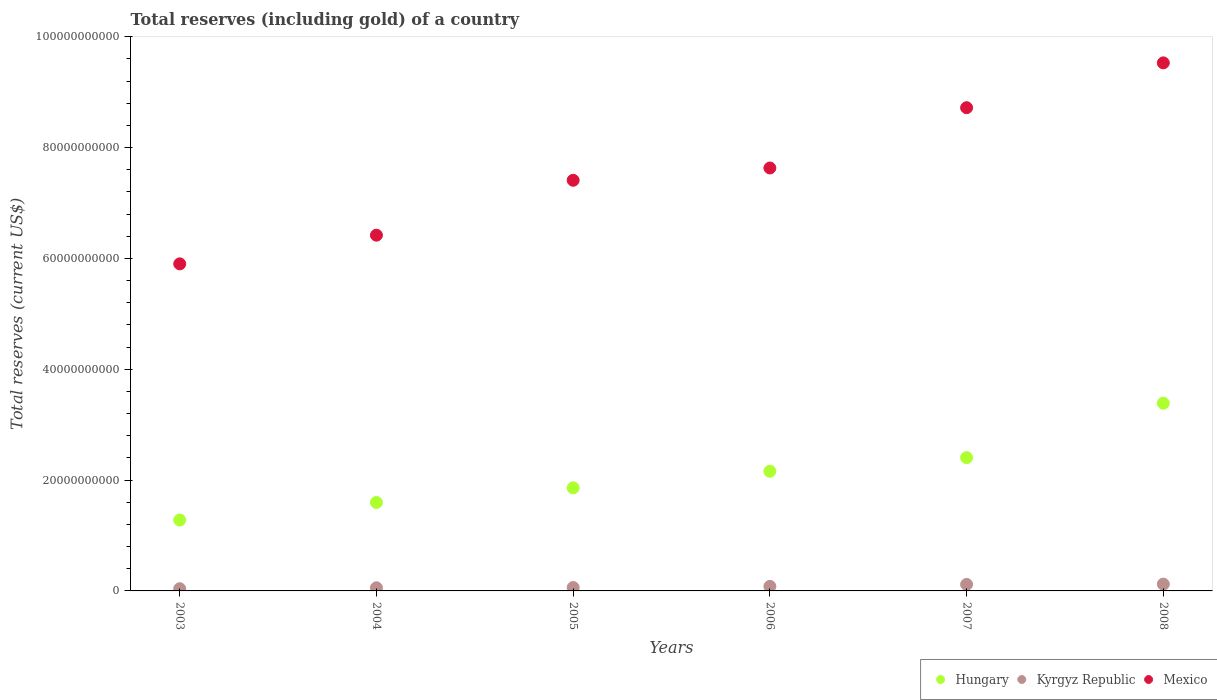 Total reserves (including gold) of a country
Total reserves (current US$)
100000000000
80000000000
60000000000
40000000000
20000000000
0
2003
2004
2005
2006
2007
2008
Years
Hungary
Kyrgyz Republic
Mexico